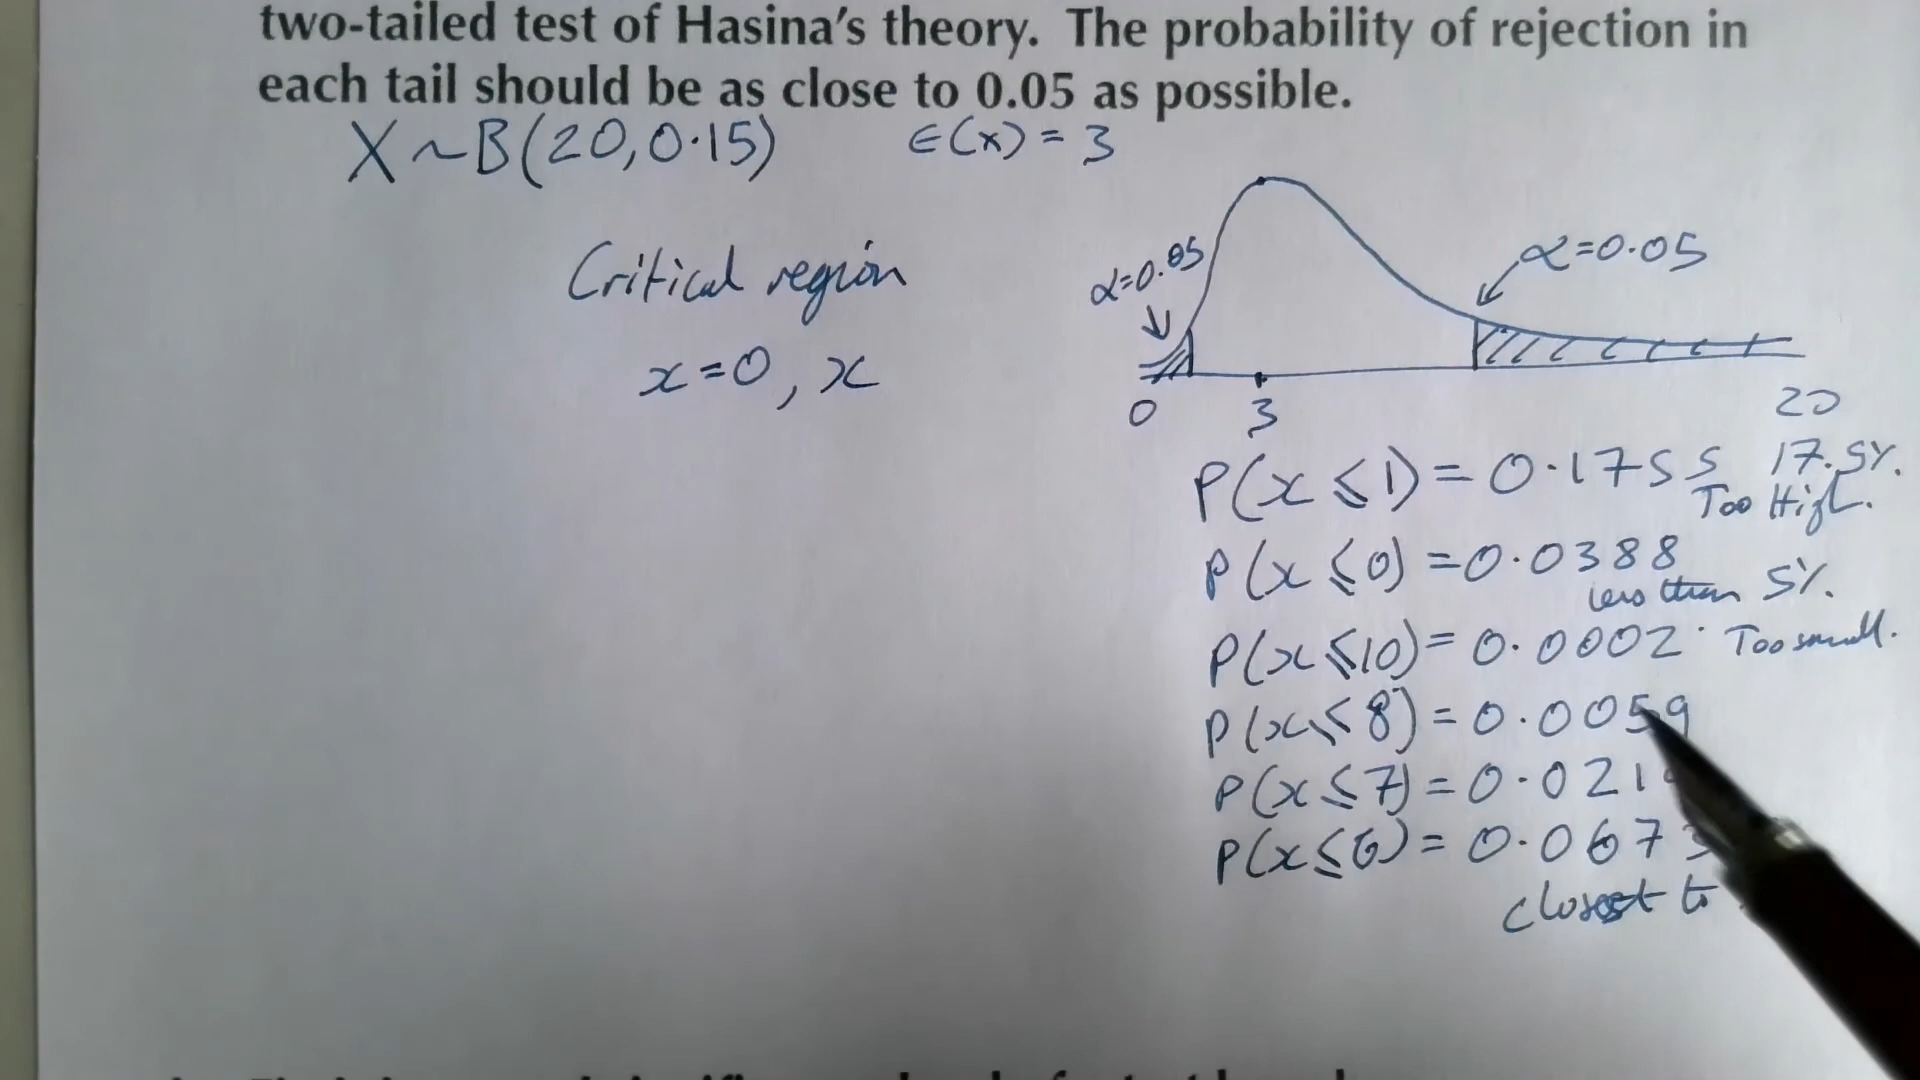 two-tailed test of Hasina's theory. The probability of rejection in
each tail should be as close to 0.05 as possible.
X~B(20,0.15) E(x) = 3
Critical region
x=0, x
α=0.05
α=0.05
0 3 20
P(x≤1) = 0.1755 17.5%.
Too High.
P(x≤0) = 0.0388
less than 5%.
P(x≤10) = 0.0002. Too small.
P(x≤8) = 0.0059
P(x≤7) = 0.021
P(x≤6) = 0.0673
closest to